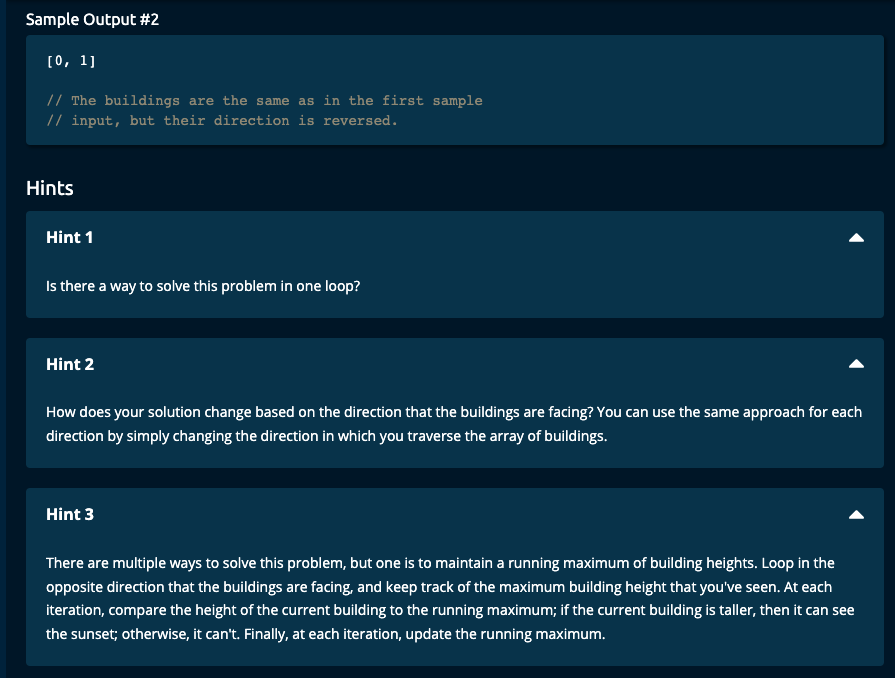 Sample Output #2
[0, 1]
// The buildings are the same as in the first sample
// input, but their direction is reversed.
Hints
Hint 1
Is there a way to solve this problem in one loop?
Hint 2
How does your solution change based on the direction that the buildings are facing? You can use the same approach for each
direction by simply changing the direction in which you traverse the array of buildings.
Hint 3
There are multiple ways to solve this problem, but one is to maintain a running maximum of building heights. Loop in the
opposite direction that the buildings are facing, and keep track of the maximum building height that you've seen. At each
iteration, compare the height of the current building to the running maximum; if the current building is taller, then it can see
the sunset; otherwise, it can't. Finally, at each iteration, update the running maximum.